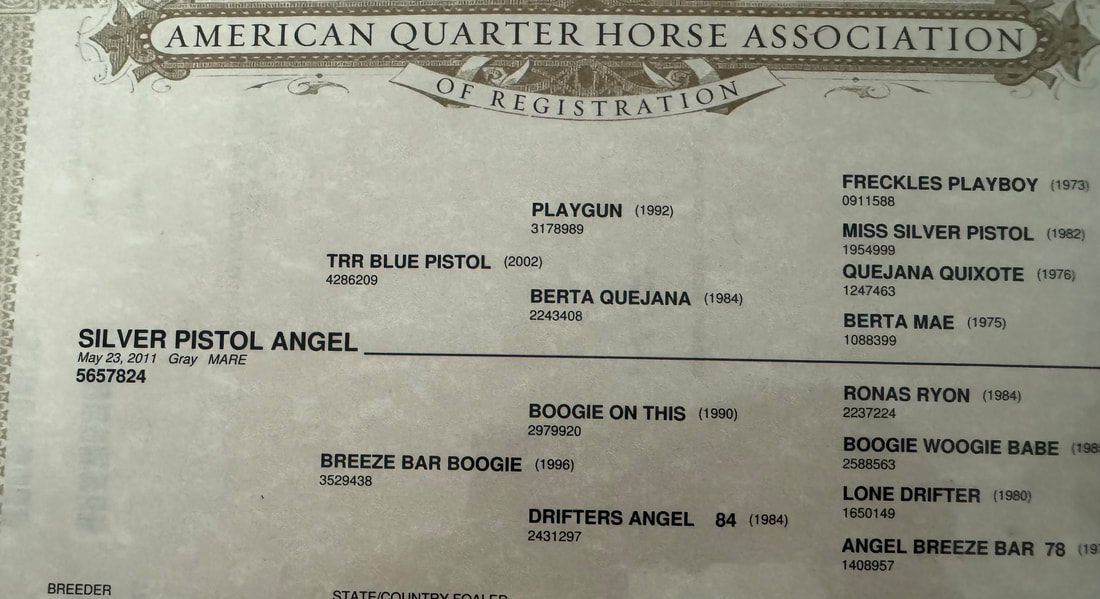 AMERICAN QUARTER HORSE ASSOCIATION
OF REGISTRATION
FRECKLES PLAYBOY (1973)
0911588
PLAYGUN (1992)
3178989
MISS SILVER PISTOL (1982)
1954999
TRR BLUE PISTOL (2002)
4286209
QUEJANA QUIXOTE (1976)
1247463
BERTA QUEJANA (1984)
2243408
BERTA MAE (1975)
1088399
SILVER PISTOL ANGEL
May 23, 2011 Gray MARE
5657824
RONAS RYON (1984)
2237224
BOOGIE ON THIS (1990)
2979920
BOOGIE WOOGIE BABE
2588563
BREEZE BAR BOOGIE (1996)
3529438
LONE DRIFTER (1980)
1650149
DRIFTERS ANGEL 84 (1984)
2431297
ANGEL BREEZE BAR 78
1408957
BREEDER
STATE/COUNTRY FOALED